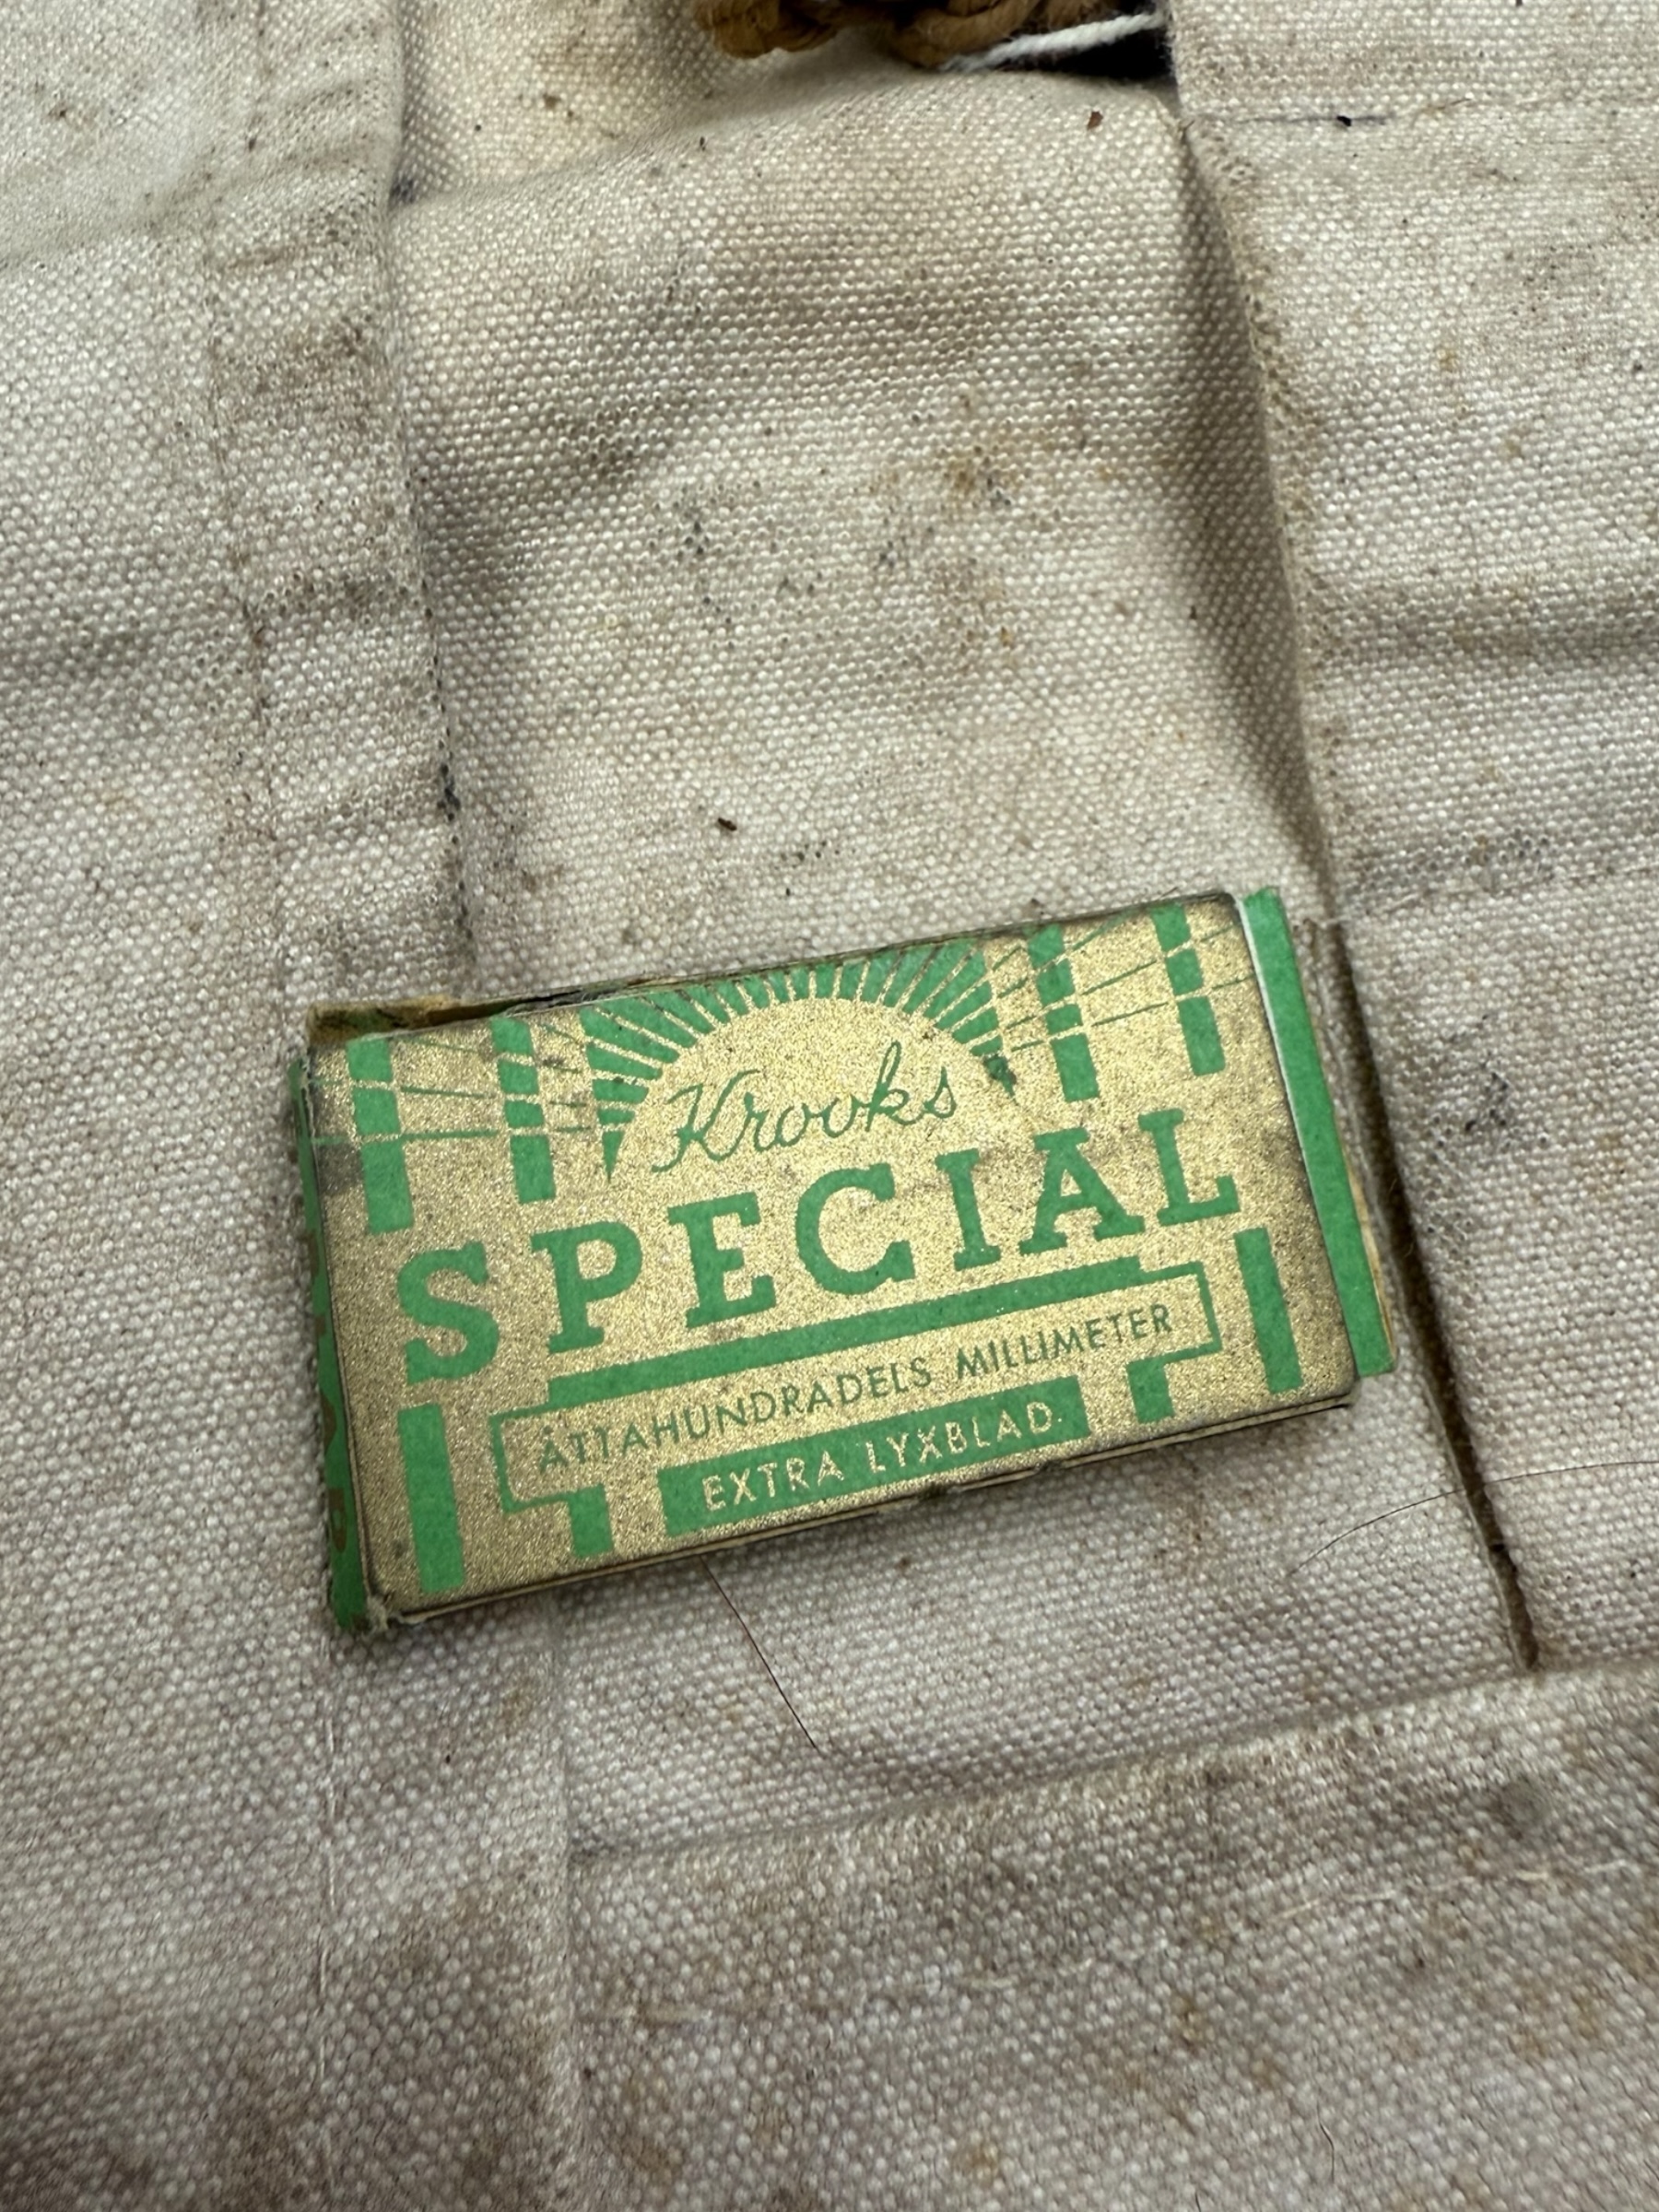 Krooks
SPECIAL
ÅTTAHUNDRADELS MILLIMETER
EXTRA LYXBLAD.